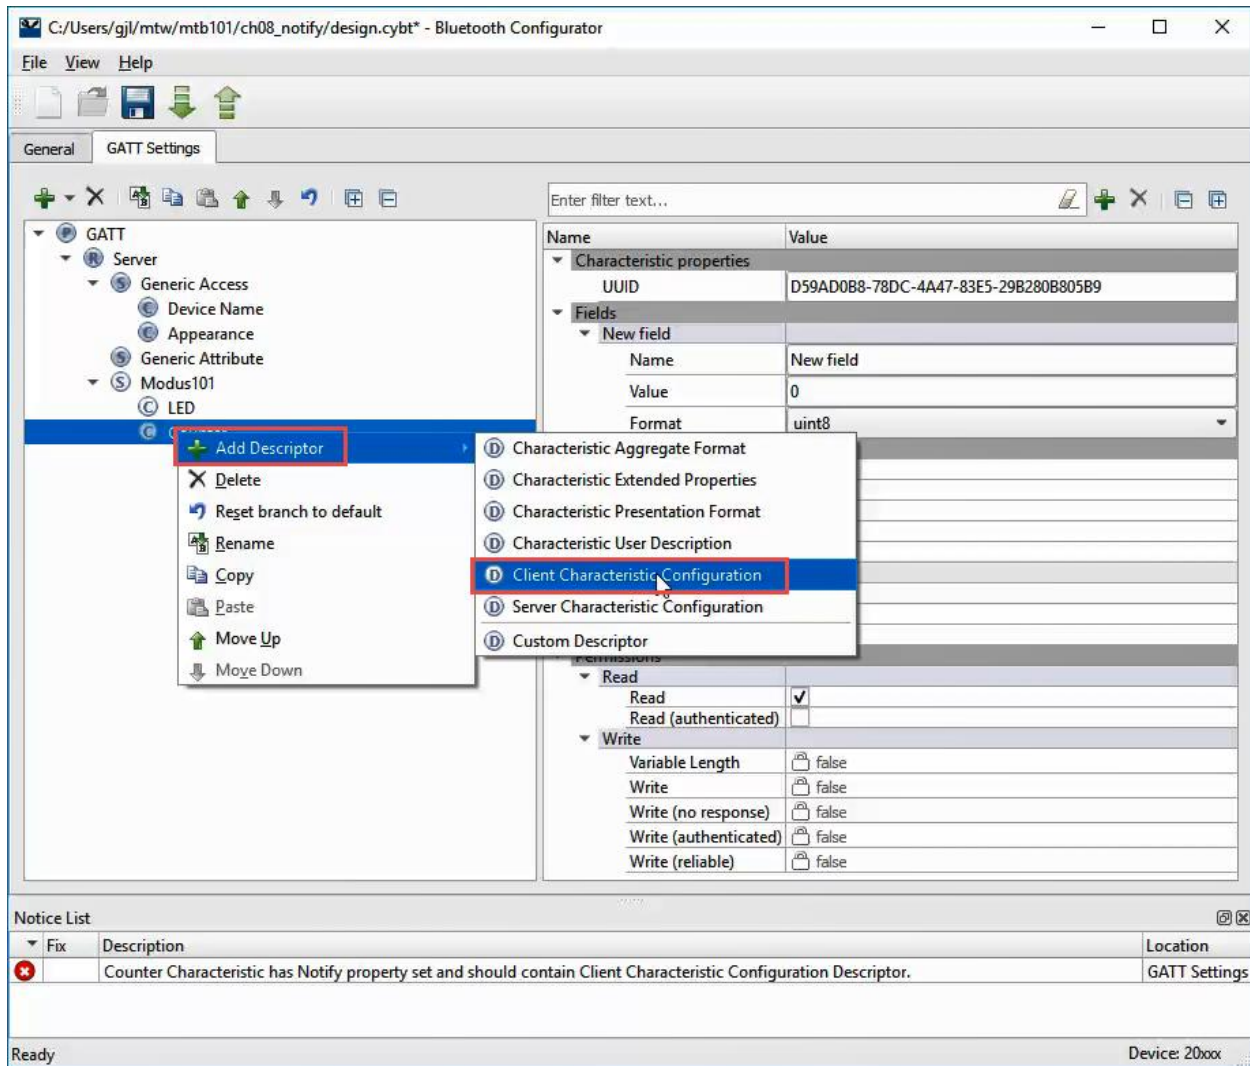 C:/Users/gjl/mtw/mtb101/ch08_notify/design.cybt* - Bluetooth Configurator
File View Help
General GATT Settings
Enter filter text...
GATT
Server
Generic Access
Device Name
Appearance
Generic Attribute
Modus101
LED
Add Descriptor
Delete
Reset branch to default
Rename
Copy
Paste
Move Up
Move Down
Characteristic Aggregate Format
Characteristic Extended Properties
Characteristic Presentation Format
Characteristic User Description
Client Characteristic Configuration
Server Characteristic Configuration
Custom Descriptor
Name Value
Characteristic properties
UUID D59AD0B8-78DC-4A47-83E5-29B280B805B9
Fields
New field
Name New field
Value 0
Format uint8
Permissions
Read
Read
Read (authenticated)
Write
Variable Length false
Write false
Write (no response) false
Write (authenticated) false
Write (reliable) false
Notice List
Fix Description Location
Counter Characteristic has Notify property set and should contain Client Characteristic Configuration Descriptor. GATT Settings
Ready Device: 20xxx